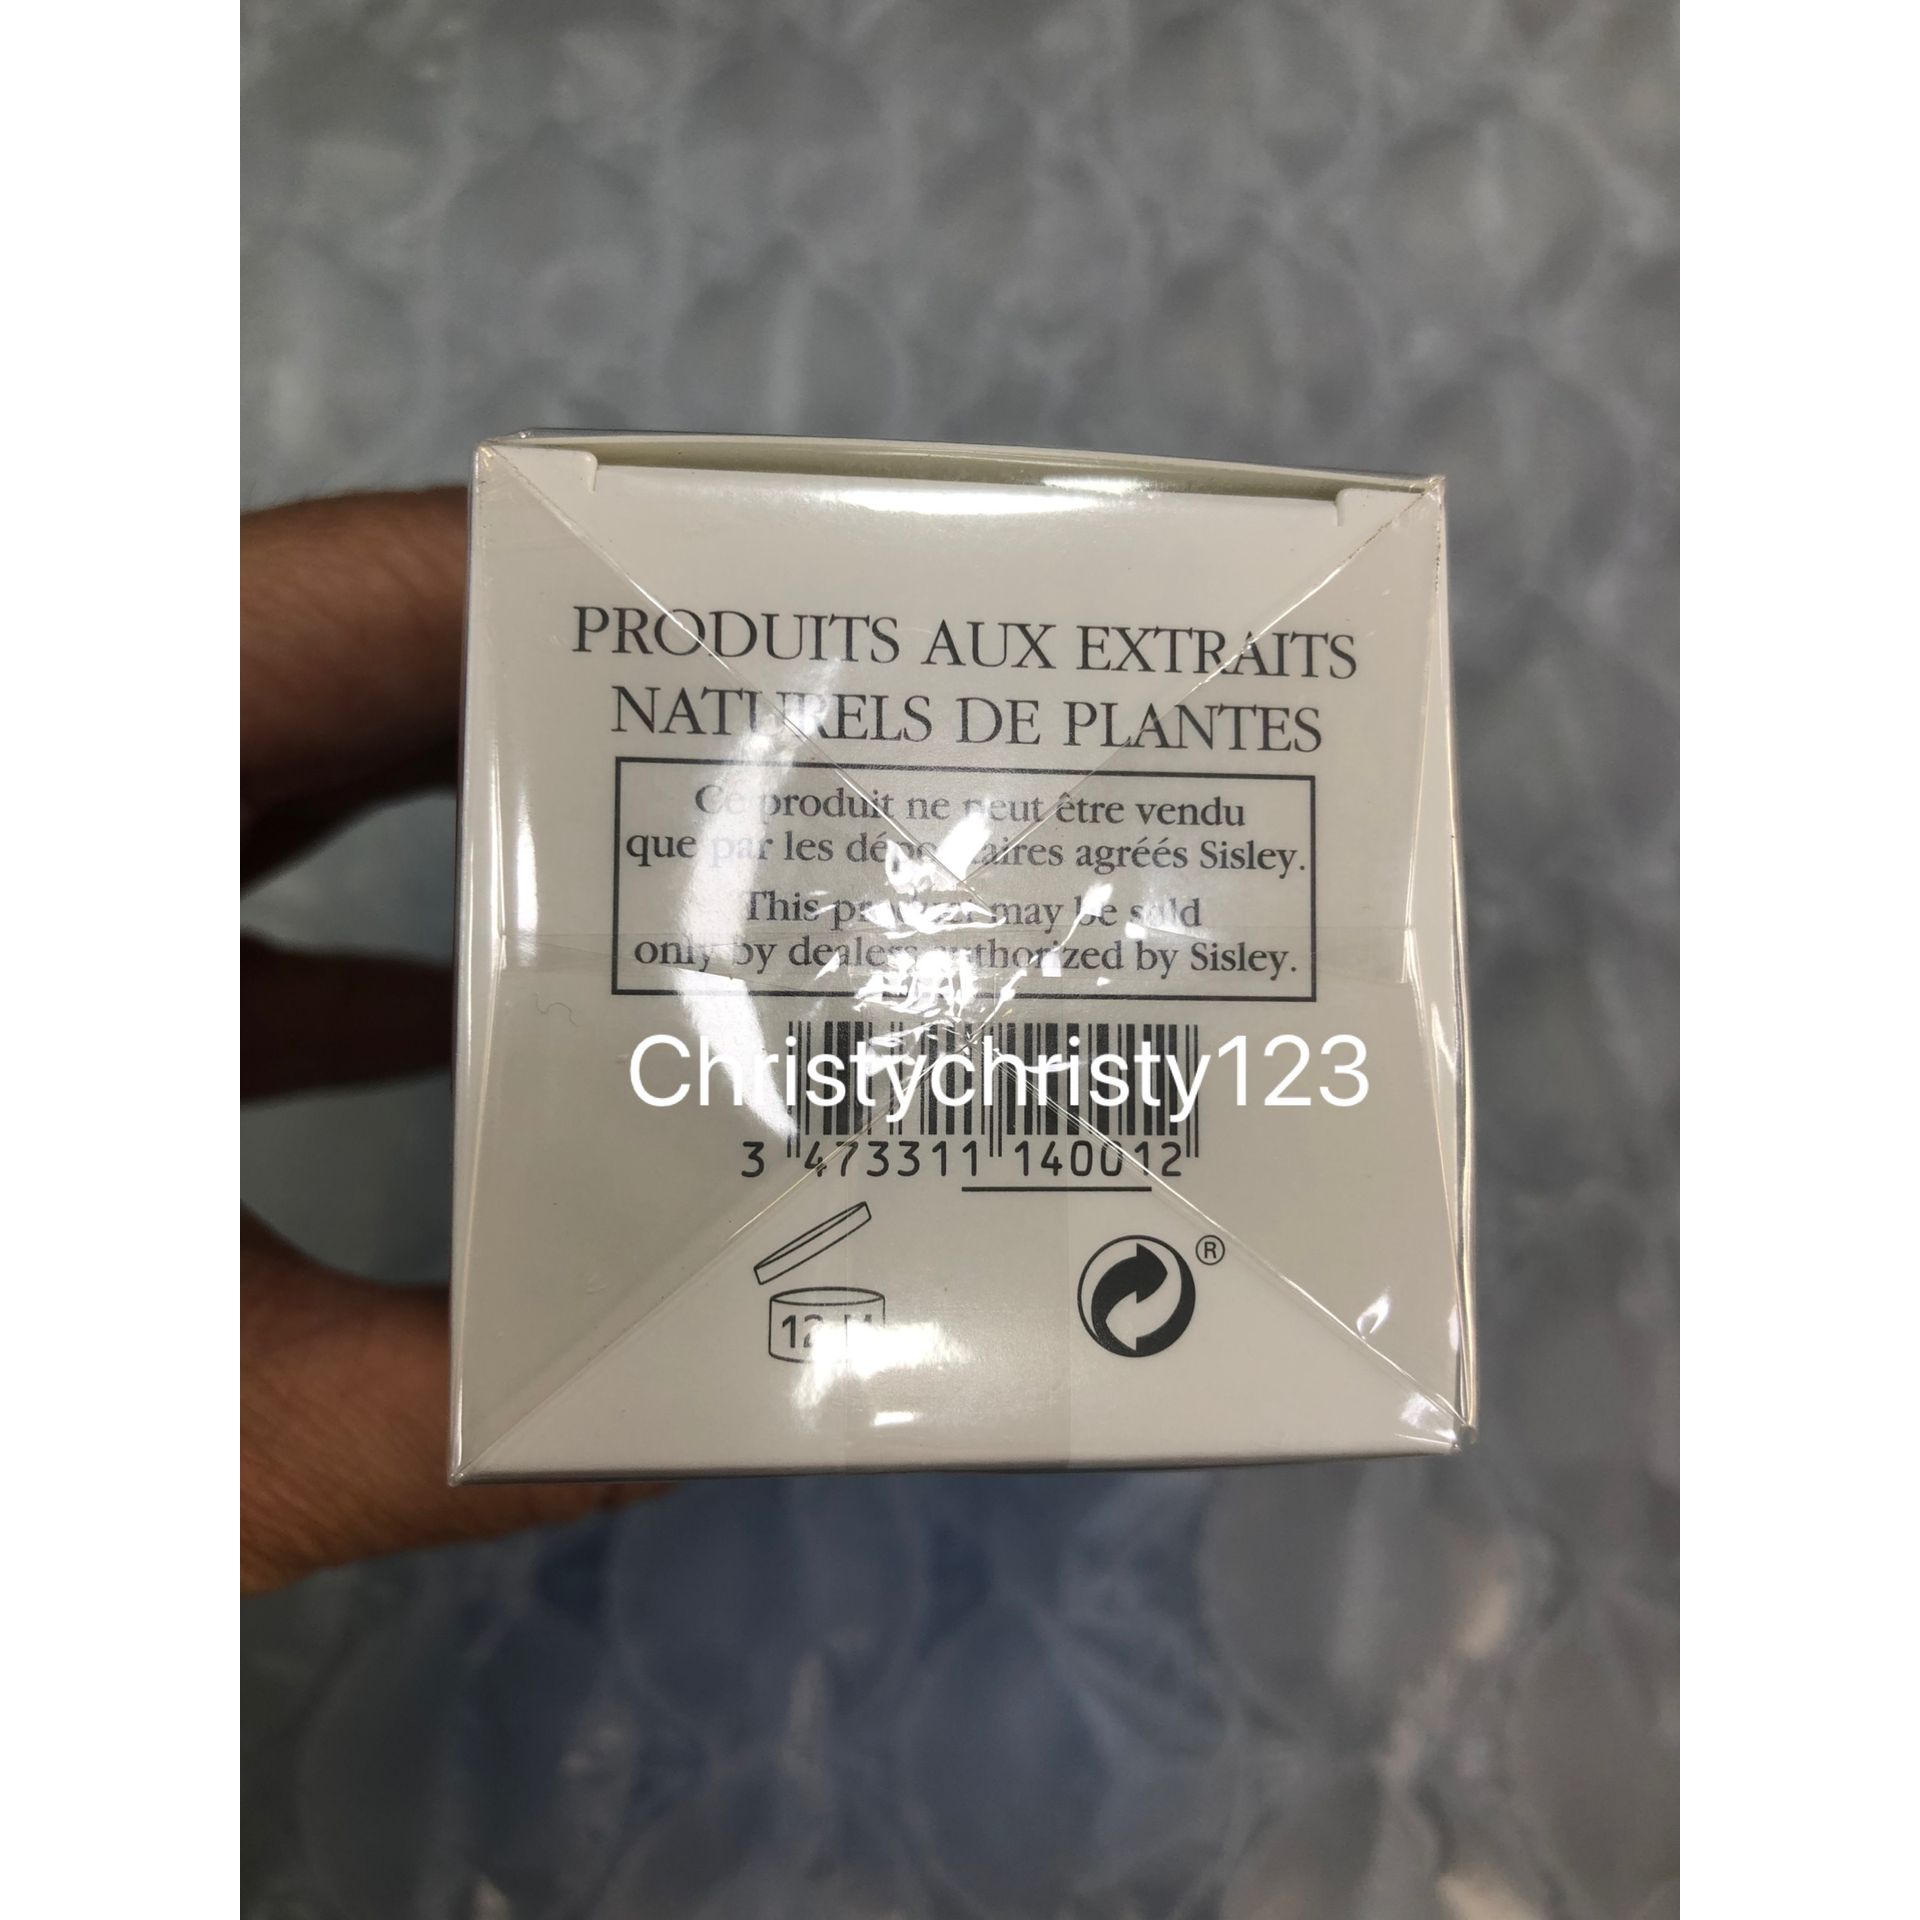 PRODUITS AUX EXTRAITS
NATURELS DE PLANTES
Ce produit ne peut être vendu
que par les dépositaires agréés Sisley.
This product may be sold
only by dealers authorized by Sisley.
Christychristy123
3 473311 140012
12 M
®